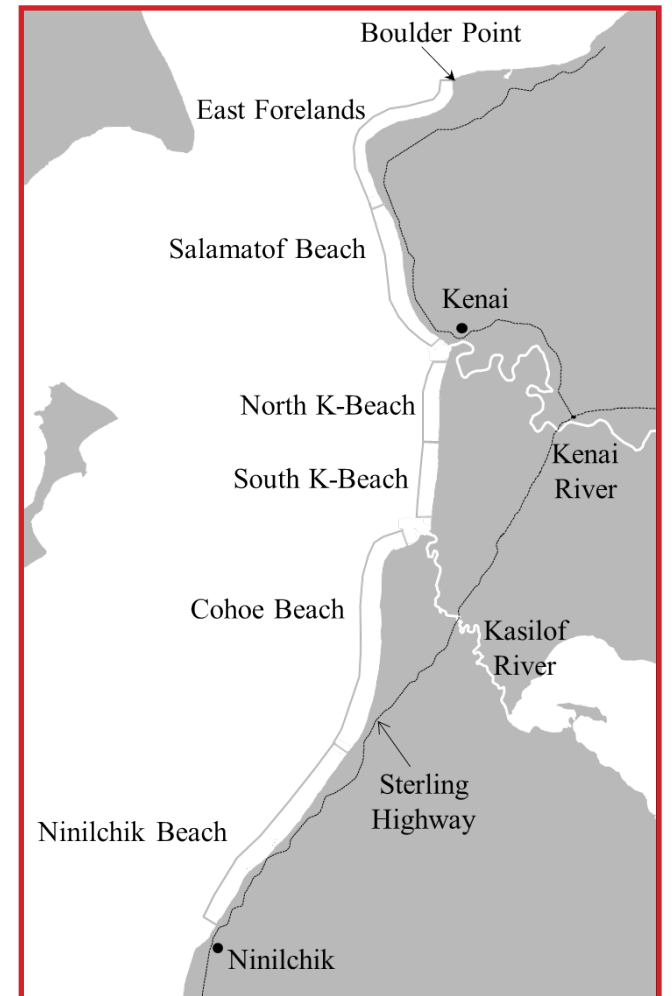 Boulder Point
East Forelands
Salamatof Beach
Kenai
North K-Beach
Kenai
River
South K-Beach
Cohoe Beach
Kasilof
River
Sterling
Highway
Ninilchik Beach
Ninilchik